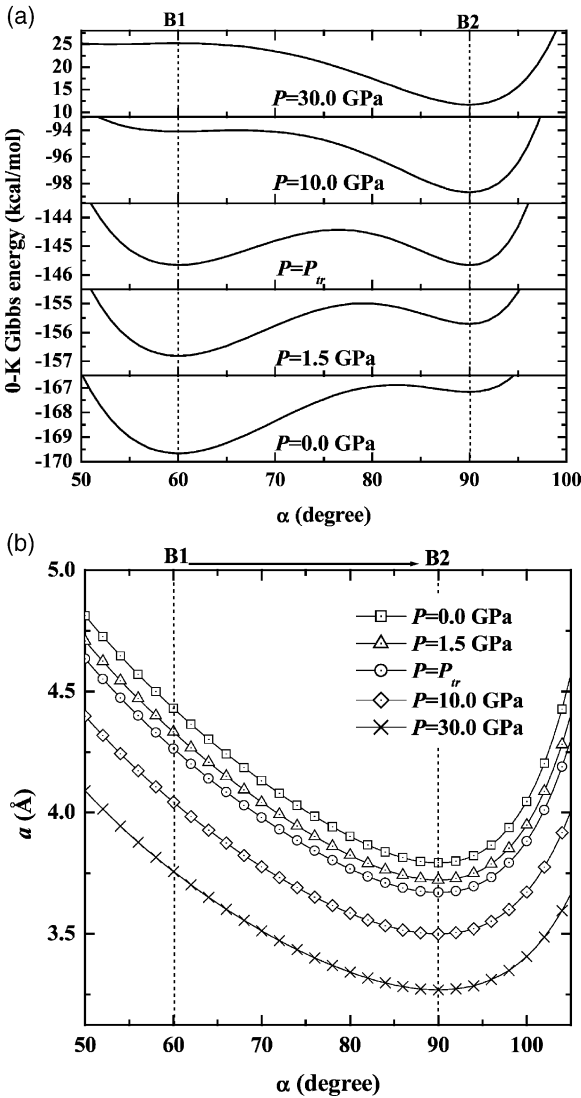 (a)
B1 B2
0-K Gibbs energy (kcal/mol)
25
20
15
10
P=30.0 GPa
-94
-96
-98
P=10.0 GPa
-144
-145
-146
P=Ptr
-155
-156
-157
P=1.5 GPa
-167
-168
-169
-170
P=0.0 GPa
50 60 70 80 90 100
α (degree)
(b)
B1 B2
a (Å)
5.0
4.5
4.0
3.5
P=0.0 GPa
P=1.5 GPa
P=Ptr
P=10.0 GPa
P=30.0 GPa
50 60 70 80 90 100
α (degree)